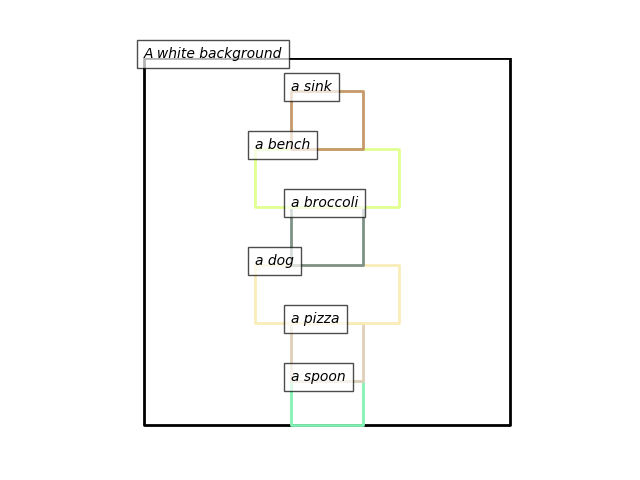 A white background
a sink
a bench
a broccoli
a dog
a pizza
a spoon